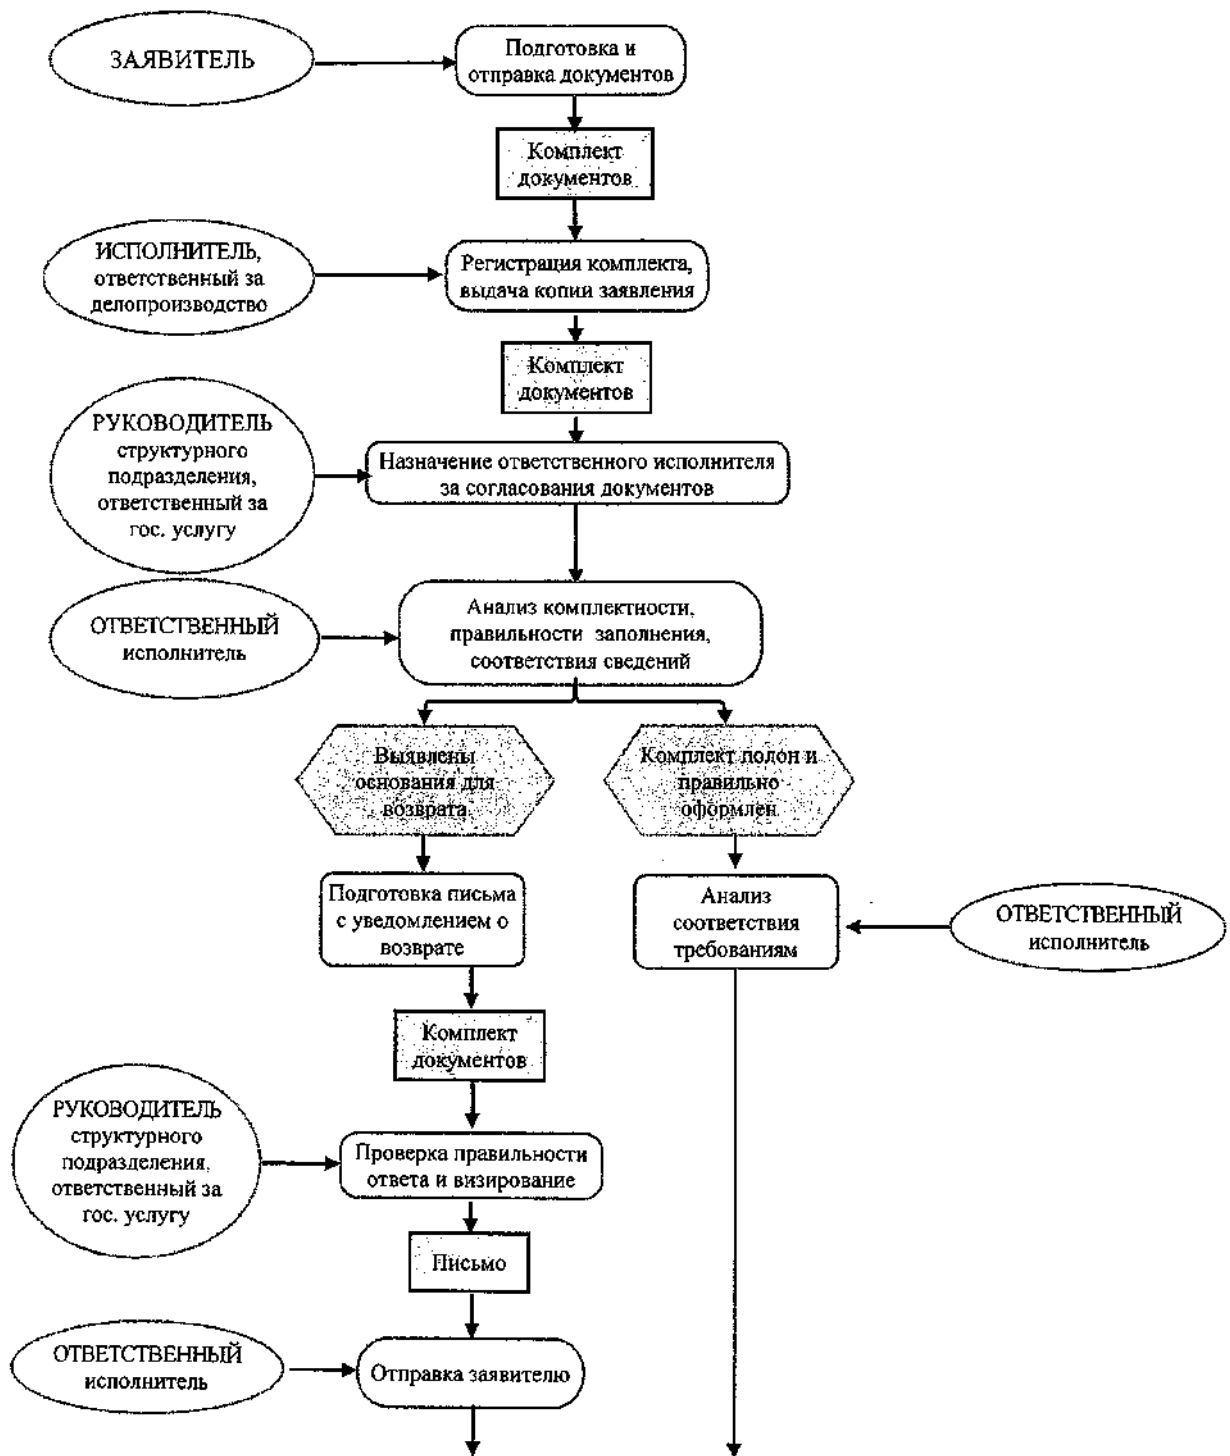 ЗАЯВИТЕЛЬ
Подготовка и
отправка документов
Комплект
документов
ИСПОЛНИТЕЛЬ,
ответственный за
делопроизводство
Регистрация комплекта,
выдача копии заявления
Комплект
документов
РУКОВОДИТЕЛЬ
структурного
подразделения,
ответственный за
гос. услугу
Назначение ответственного исполнителя
за согласования документов
ОТВЕТСТВЕННЫЙ
исполнитель
Анализ комплектности,
правильности заполнения,
соответствия сведений
Выявлены
основания для
возврата
Комплект полон и
правильно
оформлен
Подготовка письма
с уведомлением о
возврате
Анализ
соответствия
требованиям
ОТВЕТСТВЕННЫЙ
исполнитель
Комплект
документов
РУКОВОДИТЕЛЬ
структурного
подразделения,
ответственный за
гос. услугу
Проверка правильности
ответа и визирование
Письмо
ОТВЕТСТВЕННЫЙ
исполнитель
Отправка заявителю